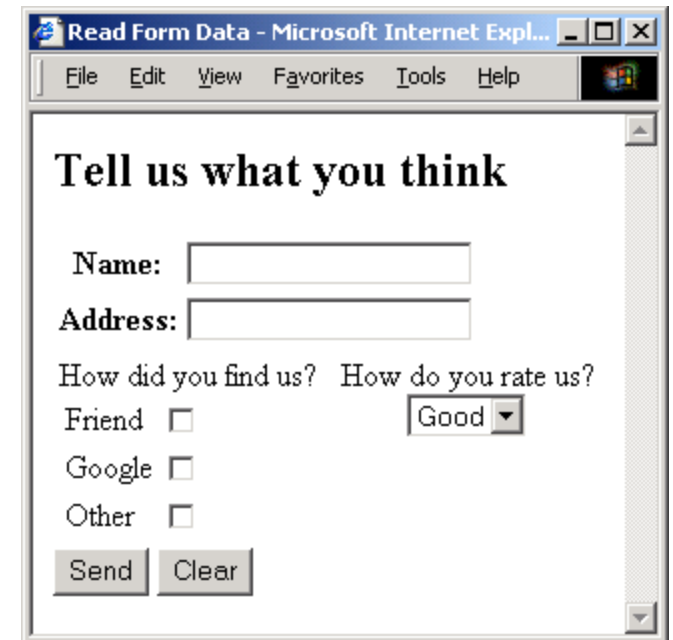 Read Form Data - Microsoft Internet Expl...
File Edit View Favorites Tools Help
Tell us what you think
Name:
Address:
How did you find us? How do you rate us?
Friend Good
Google
Other
Send Clear